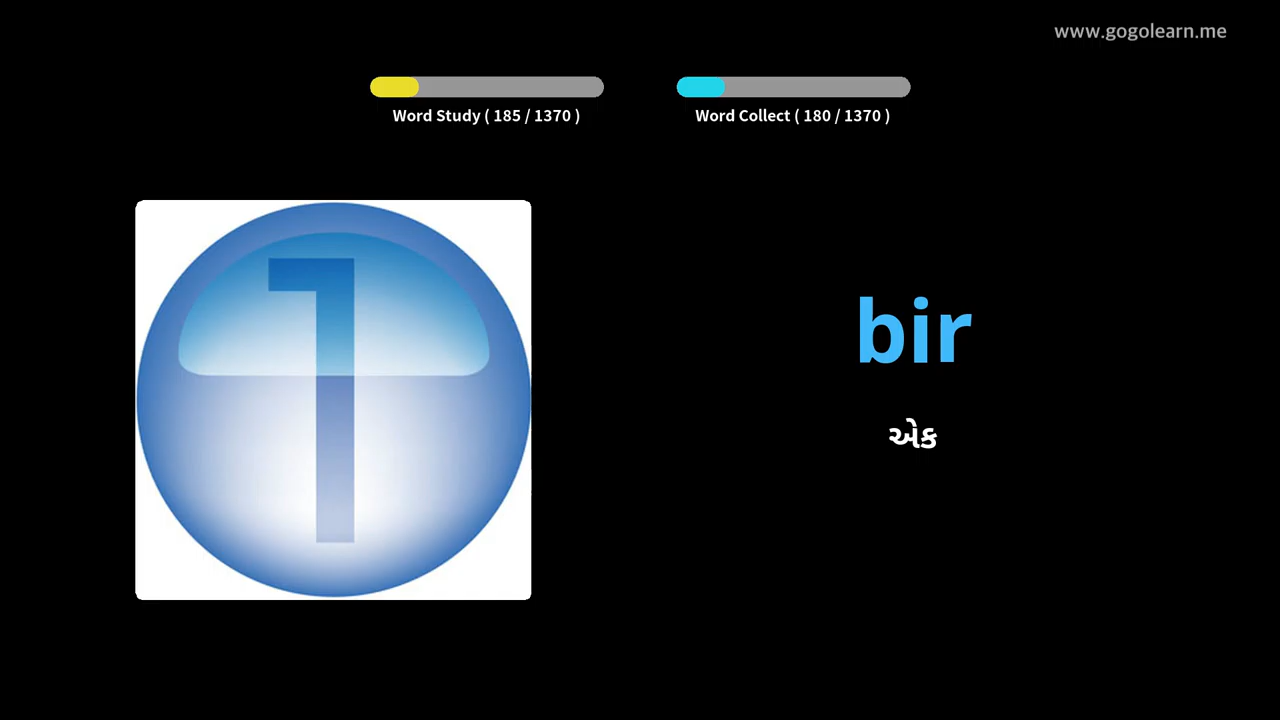 www.gogolearn.me
Word Study ( 185 / 1370 )
Word Collect ( 180 / 1370 )
1
bir
એક